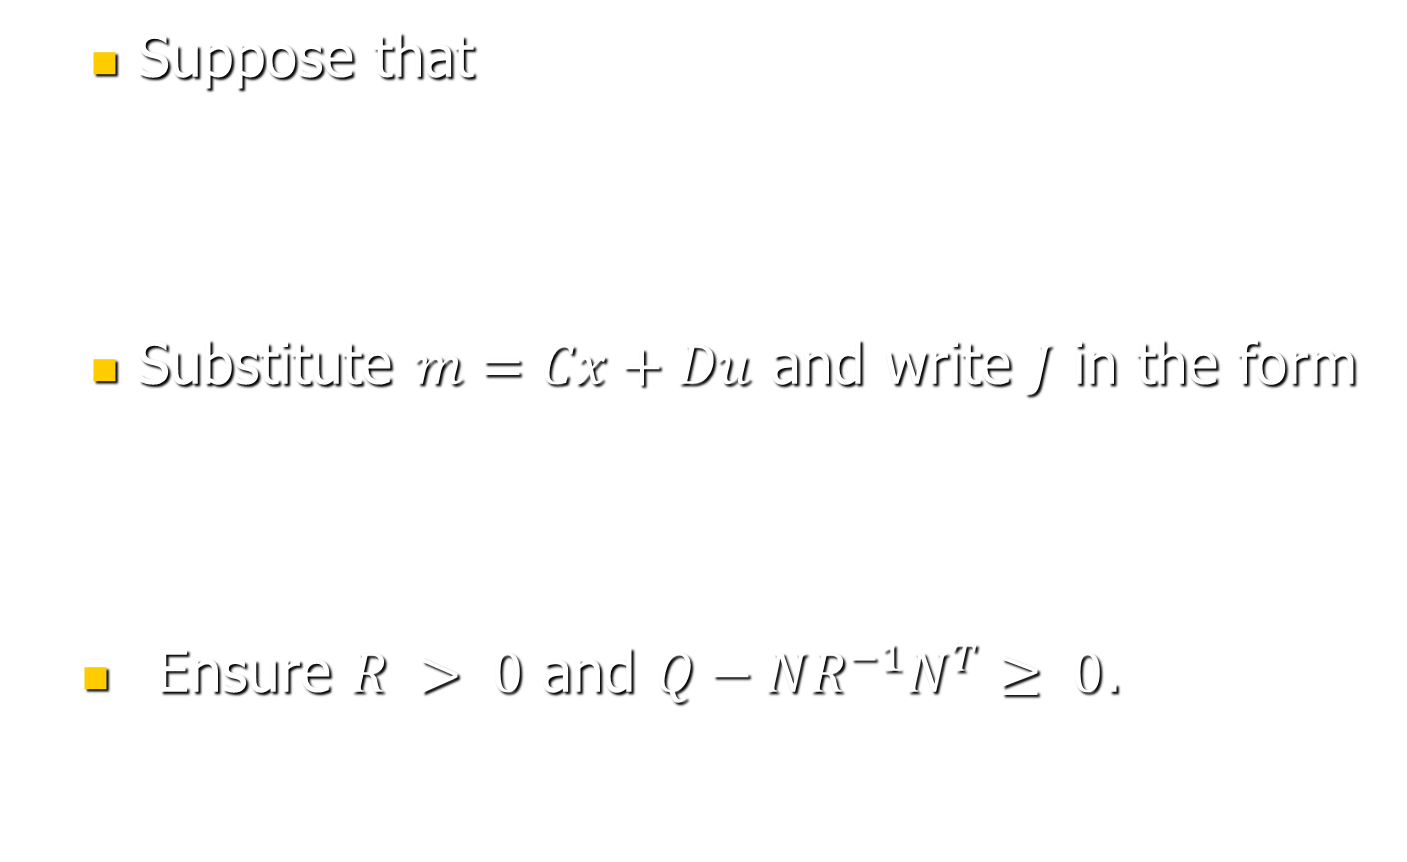 ▪ Suppose that
▪ Substitute 𝑚 = 𝐶𝑥 + 𝐷𝑢 and write 𝐽 in the form
▪ Ensure 𝑅 > 0 and 𝑄 − 𝑁𝑅⁻¹𝑁ᵀ ≥ 0.